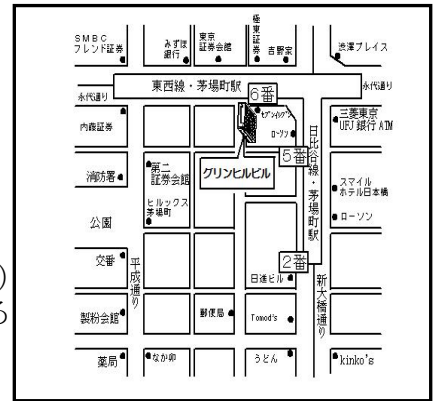 SMBC
フレンド証券
みずほ
銀行
東京
証券会館
極東証券
吉野家
渋澤プレイス
東西線・茅場町駅
永代通り
永代通り
6番
セブンイレブン
ローソン
5番
内藤証券
三菱東京
UFJ銀行ATM
日比谷線・茅場町駅
グリンヒルビル
消防署
第二
証券会館
スマイル
ホテル日本橋
ヒルックス
茅場町
ローソン
公園
2番
交番
平成通り
日進ビル
新大橋通り
)
る
製粉会館
郵便局
Tomod's
薬局
なか卯
うどん
kinko's